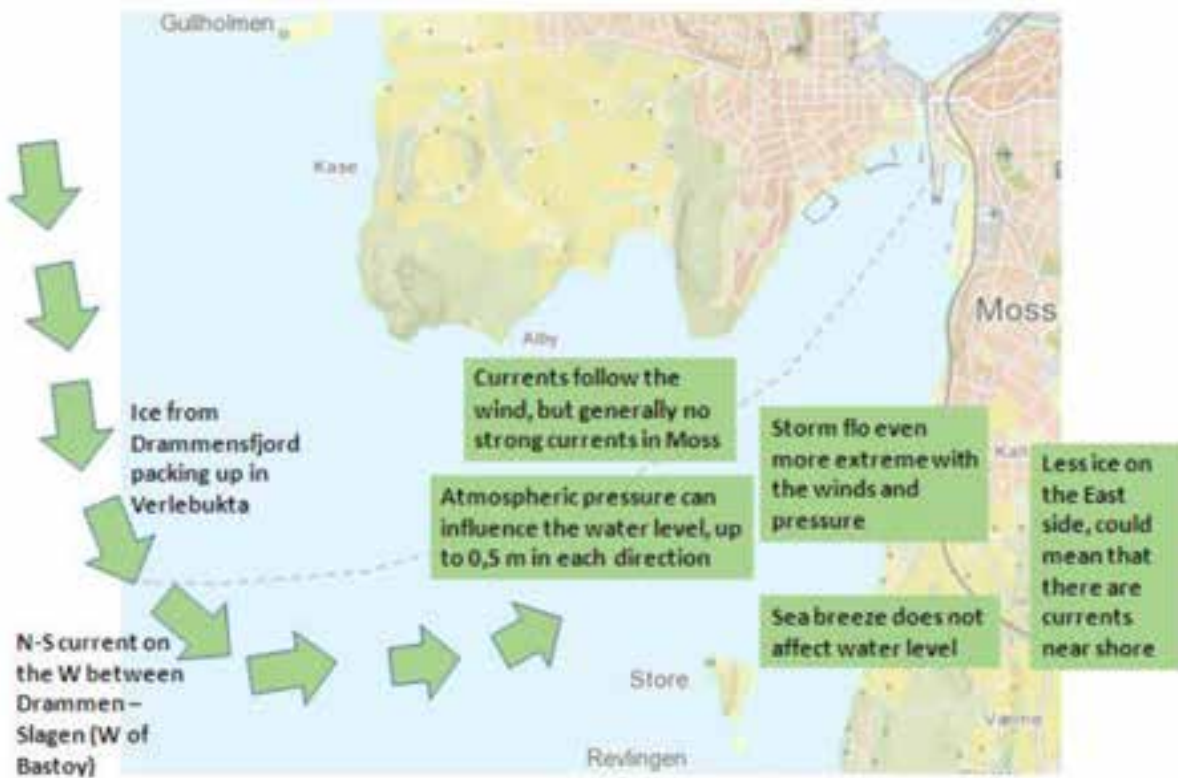 Gullholmen
Kase
Moss
Alby
Currents follow the
wind, but generally no
strong currents in Moss
Storm flo even
more extreme with
the winds and
pressure
Less ice on
the East
side, could
mean that
there are
currents
near shore
Ice from
Drammensfjord
packing up in
Verlebukta
Atmospheric pressure can
influence the water level, up
to 0,5 m in each direction
Sea breeze does not
affect water level
N-S current on
the W between
Drammen –
Slagen (W of
Bastoy)
Store
Revlingen
Værne